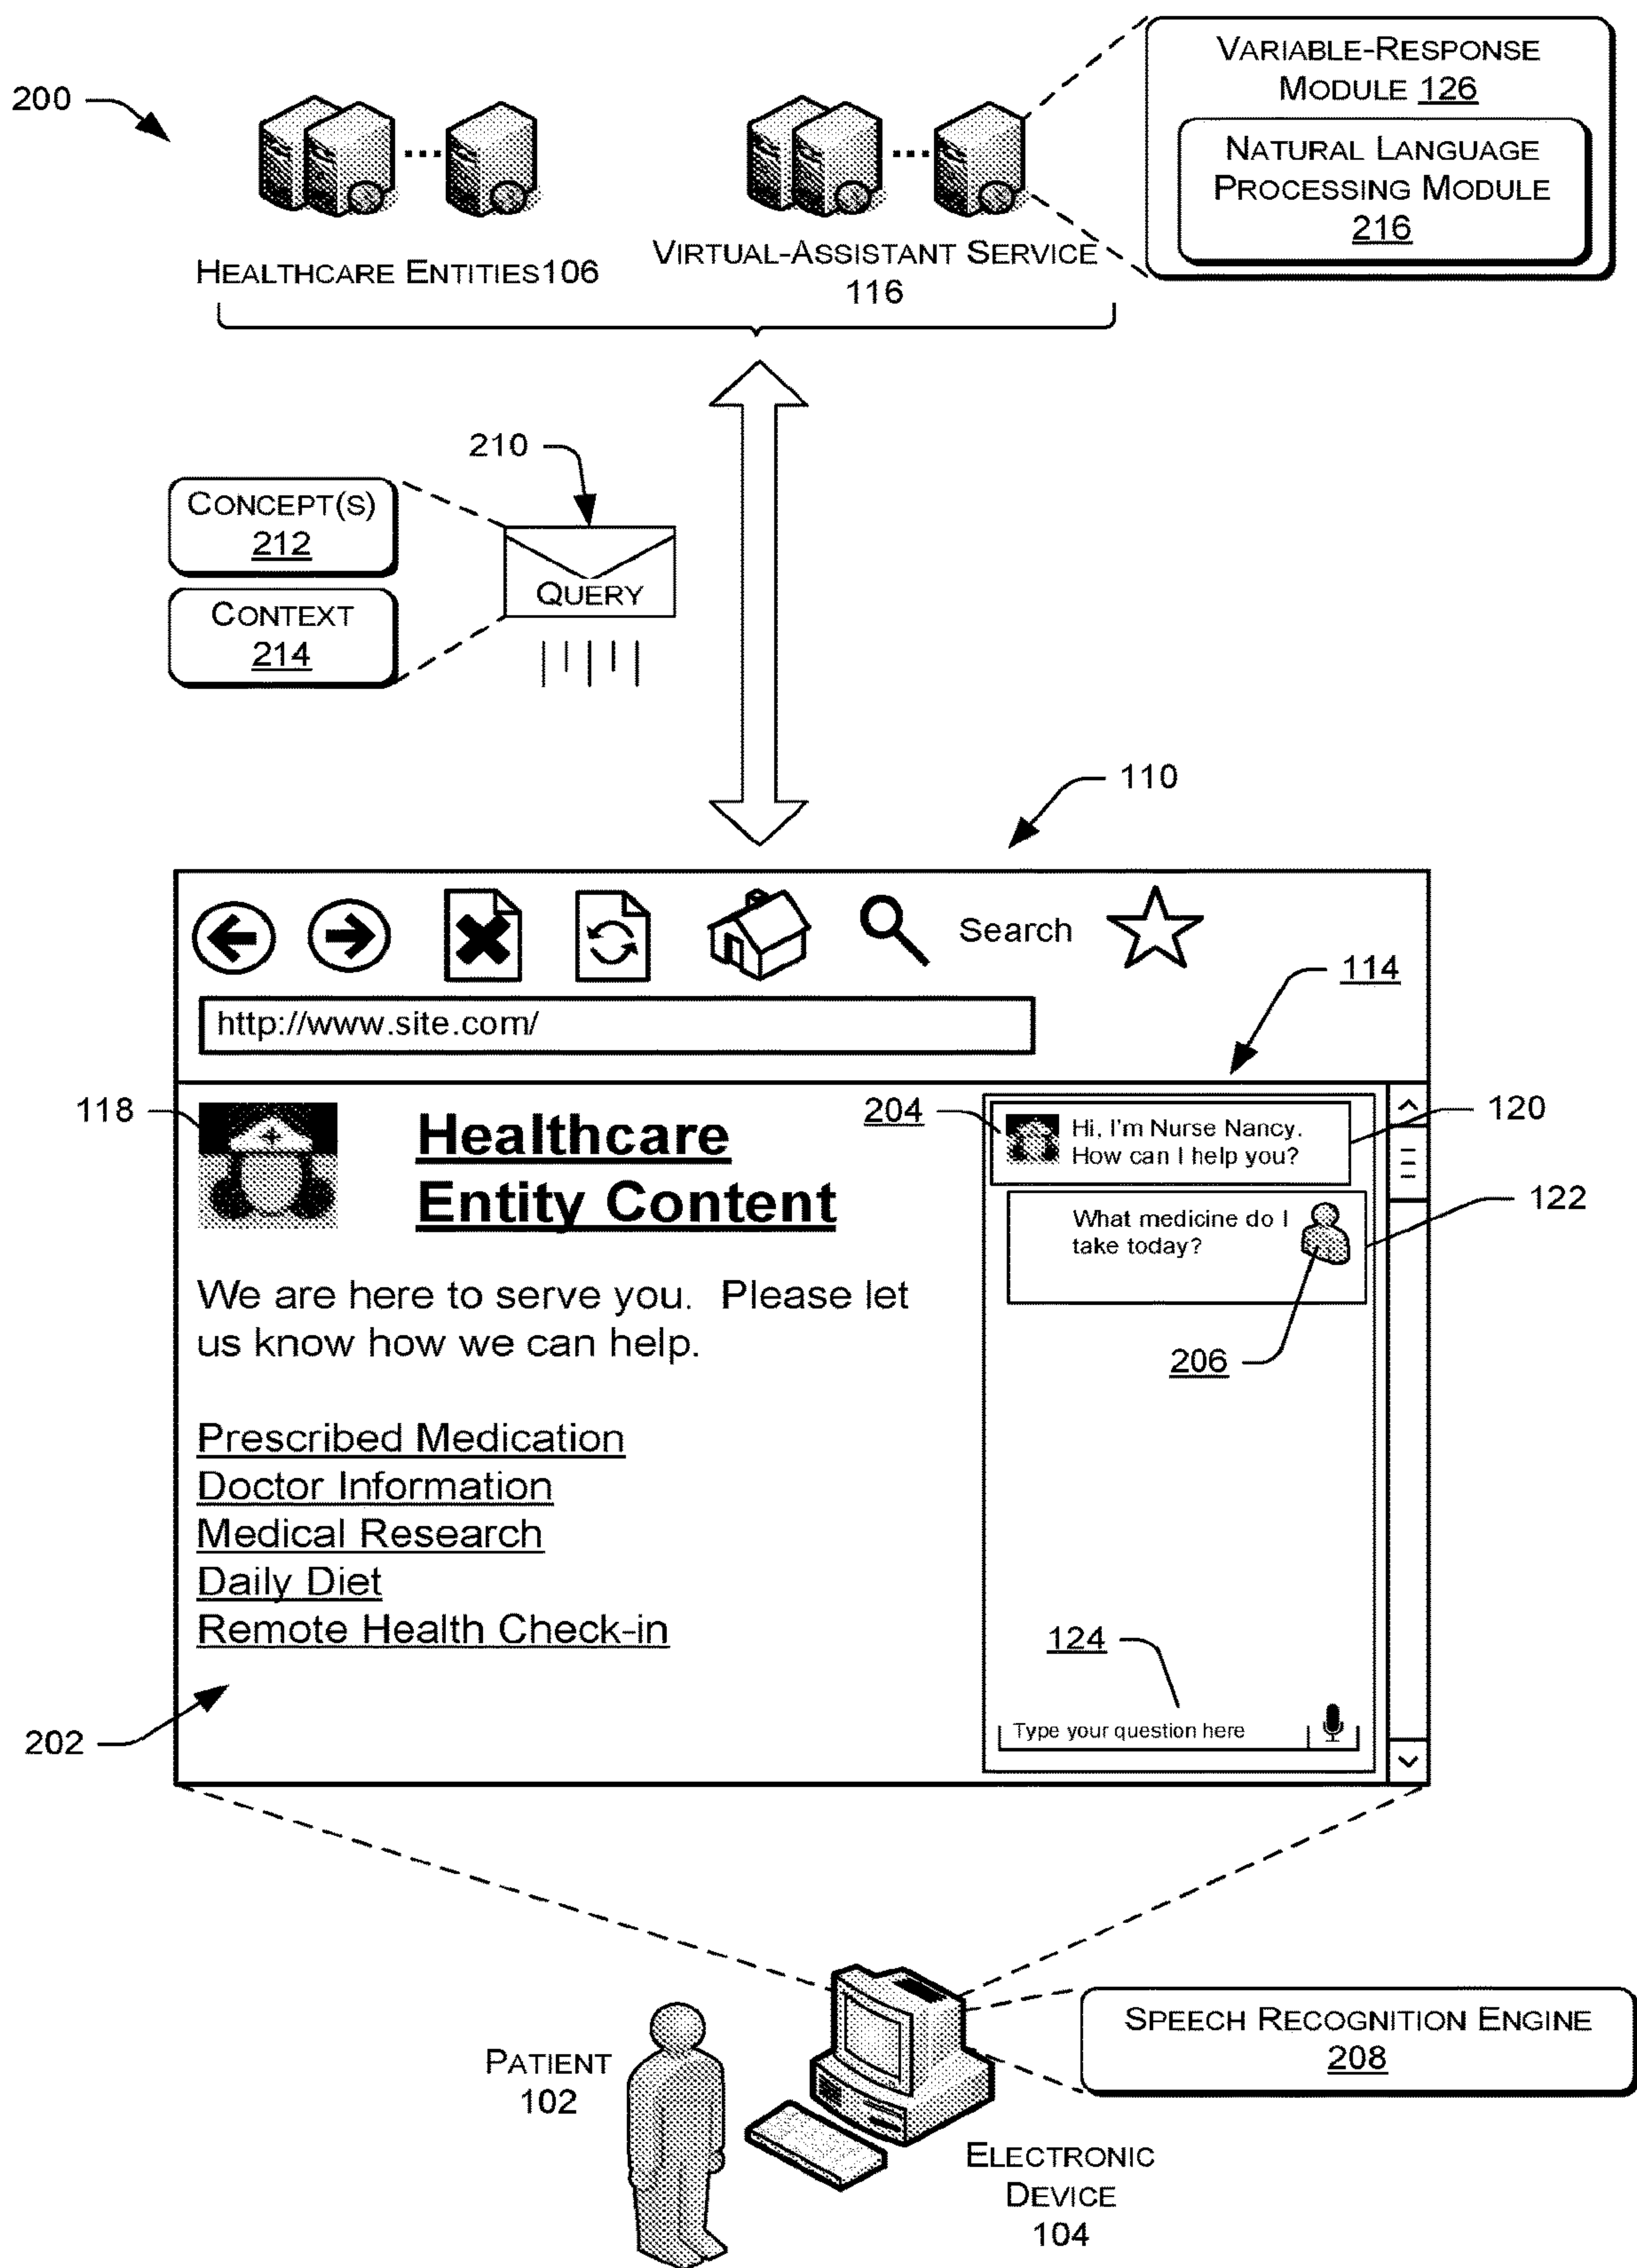 200
HEALTHCARE ENTITIES106
VIRTUAL-ASSISTANT SERVICE
116
VARIABLE-RESPONSE
MODULE 126
NATURAL LANGUAGE
PROCESSING MODULE
216
210
CONCEPT(S)
212
CONTEXT
214
QUERY
110
Search
114
http://www.site.com/
118
Healthcare
Entity Content
204
Hi, I'm Nurse Nancy.
How can I help you?
120
What medicine do I
take today?
122
206
We are here to serve you. Please let
us know how we can help.
Prescribed Medication
Doctor Information
Medical Research
Daily Diet
Remote Health Check-in
124
Type your question here
202
PATIENT
102
ELECTRONIC
DEVICE
104
SPEECH RECOGNITION ENGINE
208